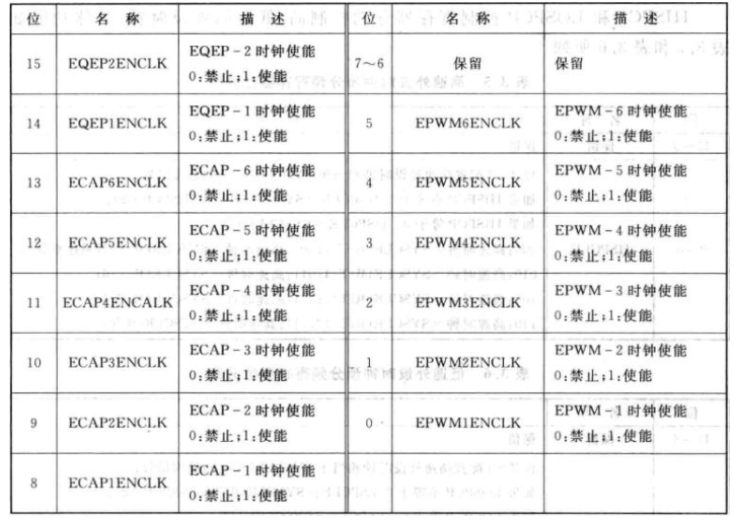 位 名 称 描 述 位 名 称 描 述
15 EQEP2ENCLK EQEP-2 时钟使能 0:禁止;1:使能 7～6 保留 保留
14 EQEP1ENCLK EQEP-1 时钟使能 0:禁止;1:使能 5 EPWM6ENCLK EPWM-6 时钟使能 0:禁止;1:使能
13 ECAP6ENCLK ECAP-6 时钟使能 0:禁止;1:使能 4 EPWM5ENCLK EPWM-5 时钟使能 0:禁止;1:使能
12 ECAP5ENCLK ECAP-5 时钟使能 0:禁止;1:使能 3 EPWM4ENCLK EPWM-4 时钟使能 0:禁止;1:使能
11 ECAP4ENCALK ECAP-4 时钟使能 0:禁止;1:使能 2 EPWM3ENCLK EPWM-3 时钟使能 0:禁止;1:使能
10 ECAP3ENCLK ECAP-3 时钟使能 0:禁止;1:使能 1 EPWM2ENCLK EPWM-2 时钟使能 0:禁止;1:使能
9 ECAP2ENCLK ECAP-2 时钟使能 0:禁止;1:使能 0 EPWM1ENCLK EPWM-1 时钟使能 0:禁止;1:使能
8 ECAP1ENCLK ECAP-1 时钟使能 0:禁止;1:使能